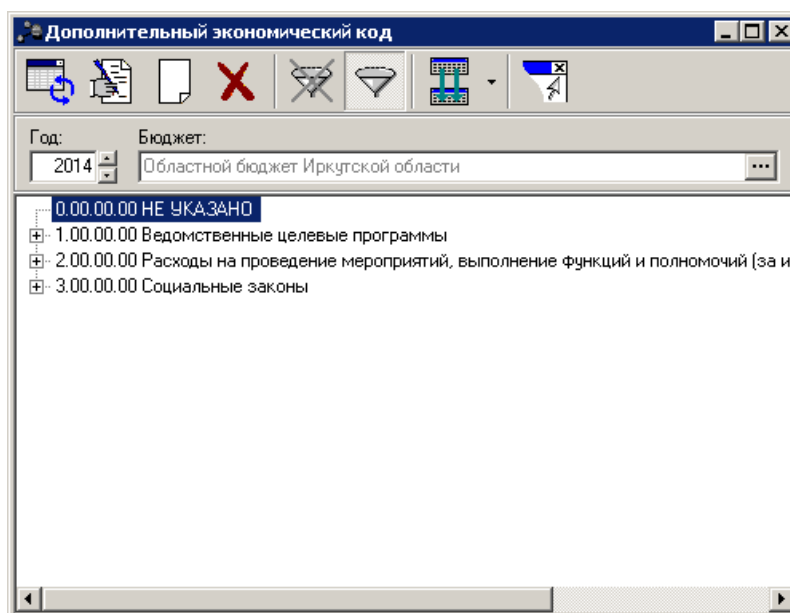 Дополнительный экономический код
Год: Бюджет:
2014 Областной бюджет Иркутской области ...
0.00.00.00 НЕ УКАЗАНО
1.00.00.00 Ведомственные целевые программы
2.00.00.00 Расходы на проведение мероприятий, выполнение функций и полномочий (за и
3.00.00.00 Социальные законы